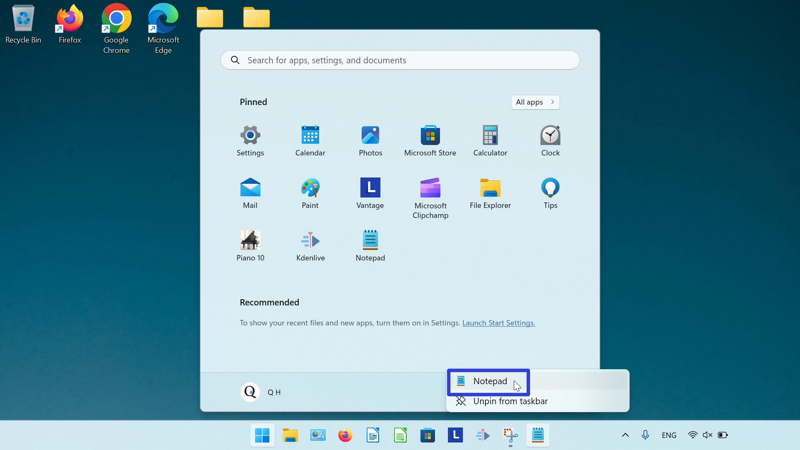 Recycle Bin
Firefox
Google
Chrome
Microsoft
Edge
Search for apps, settings, and documents
Pinned
All apps
Settings
Calendar
Photos
Microsoft Store
Calculator
Clock
Mail
Paint
L
Vantage
Microsoft
Clipchamp
File Explorer
Tips
Piano 10
Kdenlive
Notepad
Recommended
To show your recent files and new apps, turn them on in Settings. Launch Start Settings.
Q
Q H
Notepad
Unpin from taskbar
L
ENG